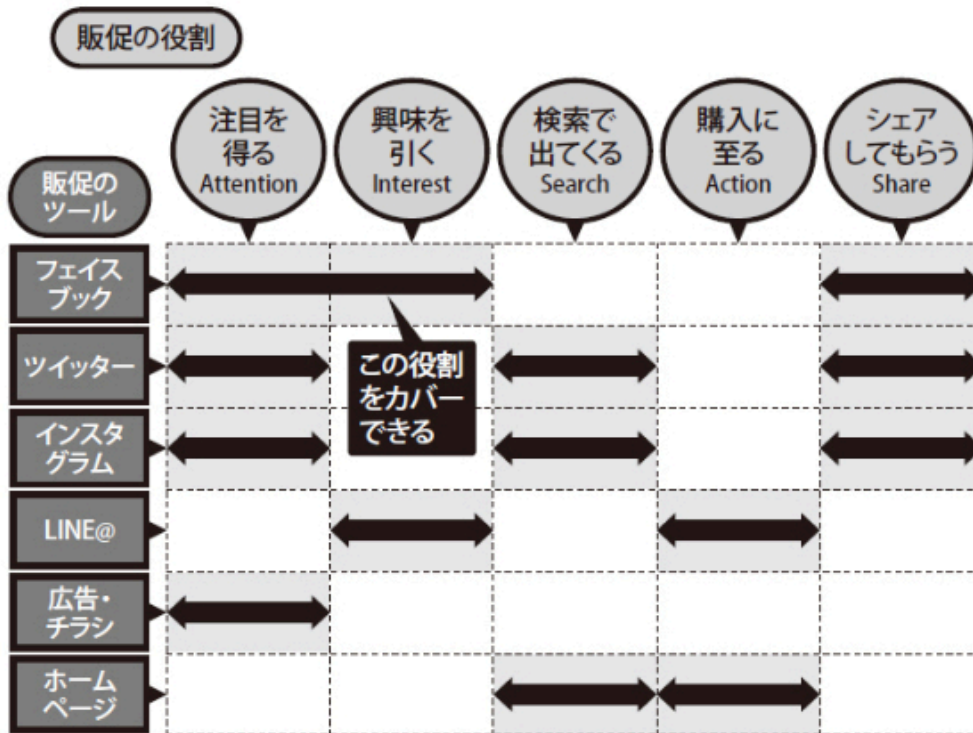 販促の役割
注目を
得る
Attention
興味を
引く
Interest
検索で
出てくる
Search
購入に
至る
Action
シェア
してもらう
Share
販促の
ツール
フェイス
ブック
ツイッター
この役割
をカバー
できる
インスタ
グラム
LINE@
広告・
チラシ
ホーム
ページ